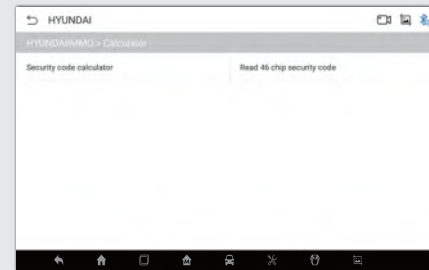 HYUNDAI
HYUNDAIIMMO > Calculator
Security code calculator
Read 46 chip security code